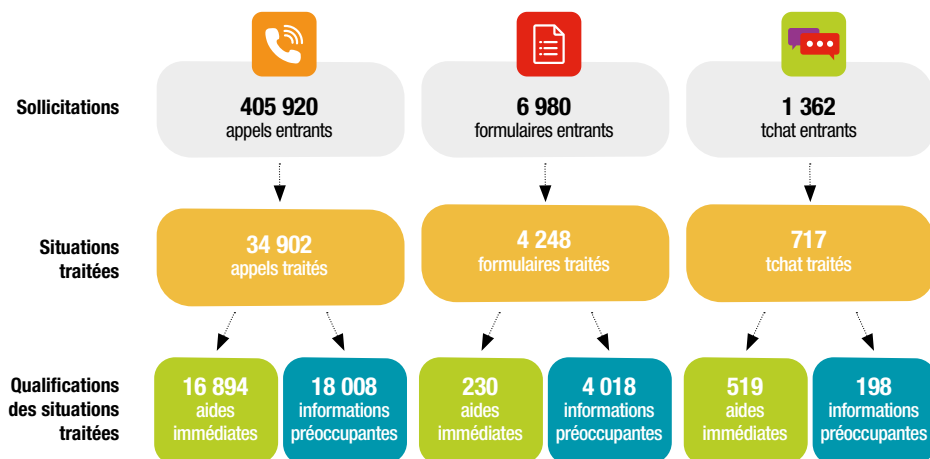 Sollicitations
405 920
appels entrants
6 980
formulaires entrants
1 362
tchat entrants
Situations
traitées
34 902
appels traités
4 248
formulaires traités
717
tchat traités
Qualifications
des situations
traitées
16 894
aides
immédiates
18 008
informations
préoccupantes
230
aides
immédiates
4 018
informations
préoccupantes
519
aides
immédiates
198
informations
préoccupantes